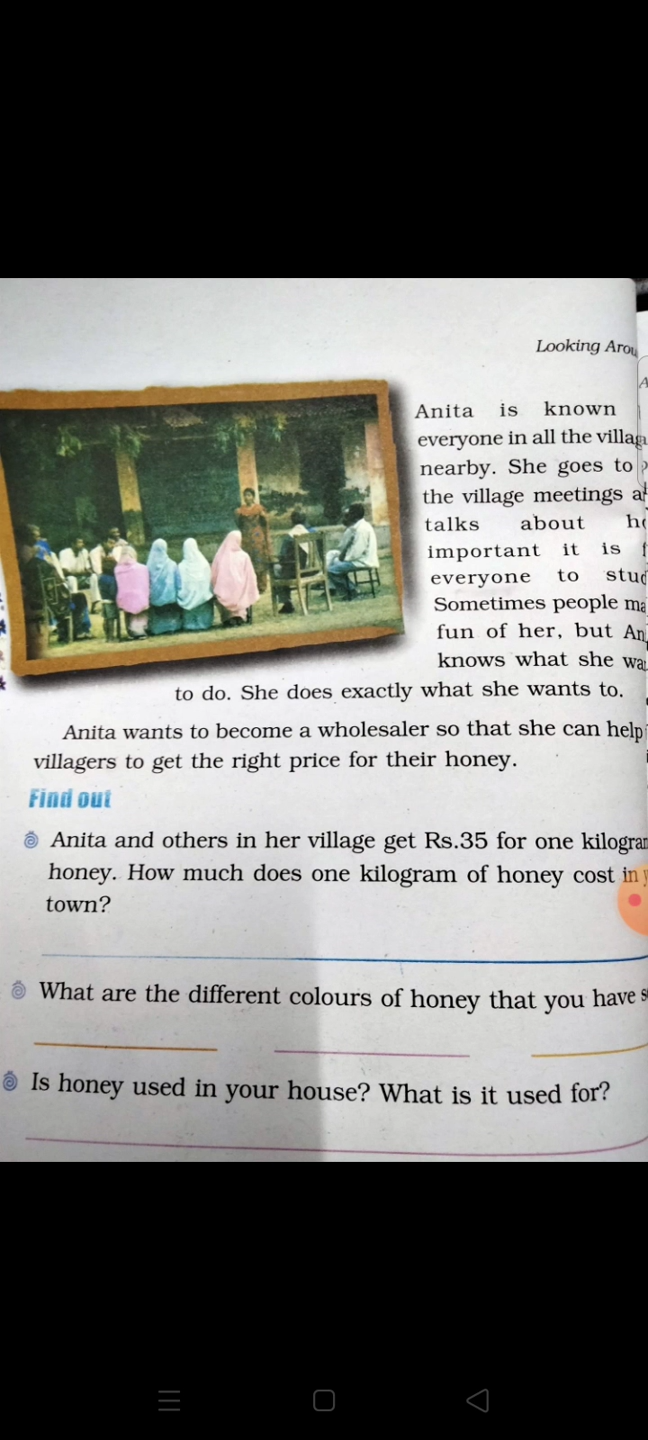 Looking
Anita is known
everyone in all the
nearby. She goes to
the village meetings
talks about
important it is
everyone to
Sometimes people
fun of her, but
knows what she
to do. She does exactly what she wants to.
Anita wants to become a wholesaler so that she can help
villagers to get the right price for their honey.
Find out
Anita and others in her village get Rs.35 for one
honey. How much does one kilogram of honey cost in
town?
What are the different colours of honey that you have
Is honey used in your house? What is it used for?